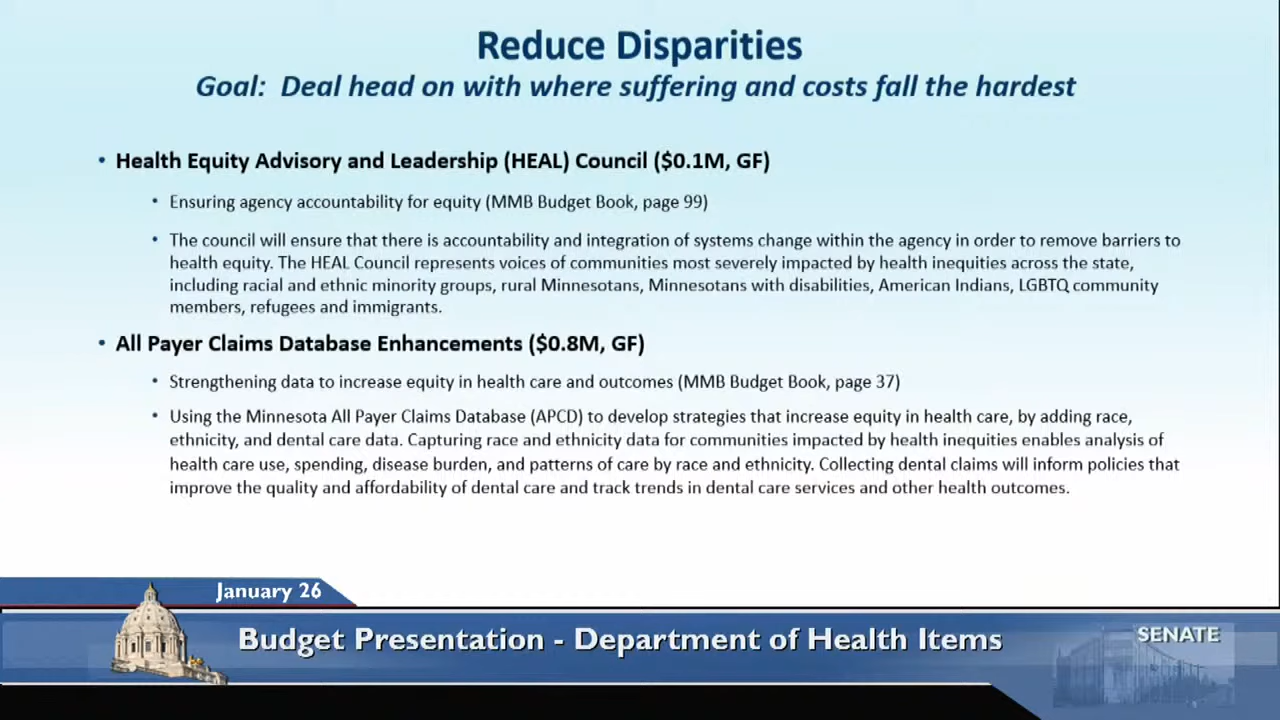 Reduce Disparities
Goal: Deal head on with where suffering and costs fall the hardest
• Health Equity Advisory and Leadership (HEAL) Council ($0.1M, GF)
• Ensuring agency accountability for equity (MMB Budget Book, page 99)
• The council will ensure that there is accountability and integration of systems change within the agency in order to remove barriers to
health equity. The HEAL Council represents voices of communities most severely impacted by health inequities across the state,
including racial and ethnic minority groups, rural Minnesotans, Minnesotans with disabilities, American Indians, LGBTQ community
members, refugees and immigrants.
• All Payer Claims Database Enhancements ($0.8M, GF)
• Strengthening data to increase equity in health care and outcomes (MMB Budget Book, page 37)
• Using the Minnesota All Payer Claims Database (APCD) to develop strategies that increase equity in health care, by adding race,
ethnicity, and dental care data. Capturing race and ethnicity data for communities impacted by health inequities enables analysis of
health care use, spending, disease burden, and patterns of care by race and ethnicity. Collecting dental claims will inform policies that
improve the quality and affordability of dental care and track trends in dental care services and other health outcomes.
January 26
Budget Presentation - Department of Health Items
SENATE